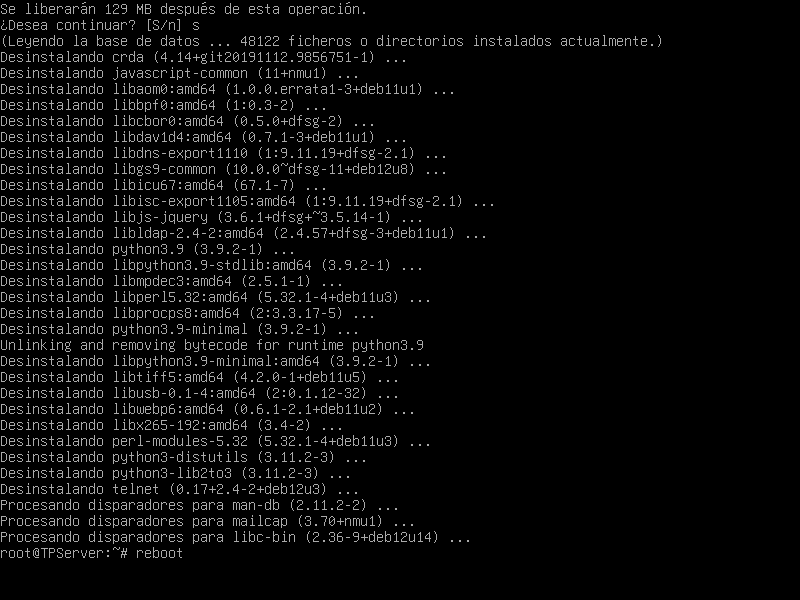 Se liberarán 129 MB después de esta operación.
¿Desea continuar? [S/n] s
(Leyendo la base de datos ... 48122 ficheros o directorios instalados actualmente.)
Desinstalando crda (4.14+git20191112.9856751-1) ...
Desinstalando javascript-common (11+nmu1) ...
Desinstalando libaom0:amd64 (1.0.0.errata1-3+deb11u1) ...
Desinstalando libbpf0:amd64 (1:0.3-2) ...
Desinstalando libcbor0:amd64 (0.5.0+dfsg-2) ...
Desinstalando libdav1d4:amd64 (0.7.1-3+deb11u1) ...
Desinstalando libdns-export1110 (1:9.11.19+dfsg-2.1) ...
Desinstalando libgs9-common (10.0.0~dfsg-11+deb12u8) ...
Desinstalando libicu67:amd64 (67.1-7) ...
Desinstalando libisc-export1105:amd64 (1:9.11.19+dfsg-2.1) ...
Desinstalando libjs-jquery (3.6.1+dfsg+~3.5.14-1) ...
Desinstalando libldap-2.4-2:amd64 (2.4.57+dfsg-3+deb11u1) ...
Desinstalando python3.9 (3.9.2-1) ...
Desinstalando libpython3.9-stdlib:amd64 (3.9.2-1) ...
Desinstalando libmpdec3:amd64 (2.5.1-1) ...
Desinstalando libperl5.32:amd64 (5.32.1-4+deb11u3) ...
Desinstalando libprocps8:amd64 (2:3.3.17-5) ...
Desinstalando python3.9-minimal (3.9.2-1) ...
Unlinking and removing bytecode for runtime python3.9
Desinstalando libpython3.9-minimal:amd64 (3.9.2-1) ...
Desinstalando libtiff5:amd64 (4.2.0-1+deb11u5) ...
Desinstalando libusb-0.1-4:amd64 (2:0.1.12-32) ...
Desinstalando libwebp6:amd64 (0.6.1-2.1+deb11u2) ...
Desinstalando libx265-192:amd64 (3.4-2) ...
Desinstalando perl-modules-5.32 (5.32.1-4+deb11u3) ...
Desinstalando python3-distutils (3.11.2-3) ...
Desinstalando python3-lib2to3 (3.11.2-3) ...
Desinstalando telnet (0.17+2.4-2+deb12u3) ...
Procesando disparadores para man-db (2.11.2-2) ...
Procesando disparadores para mailcap (3.70+nmu1) ...
Procesando disparadores para libc-bin (2.36-9+deb12u14) ...
root@TPServer:~# reboot